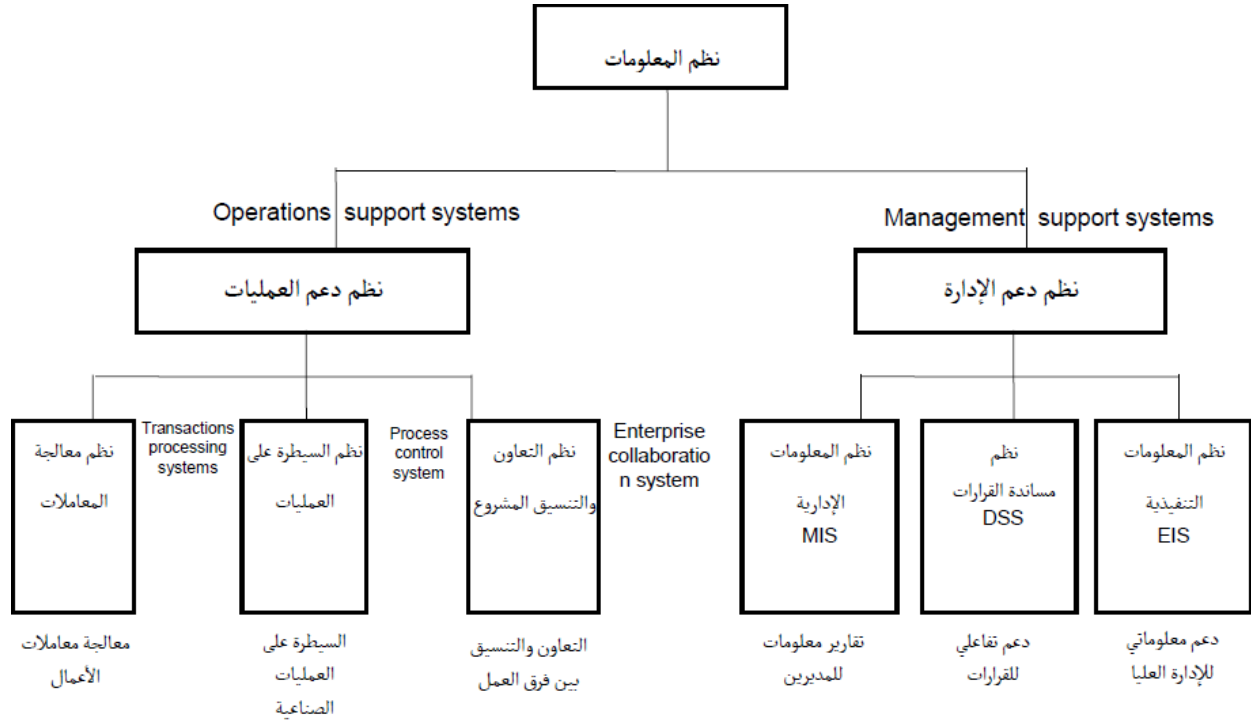 نظم المعلومات
Operations support systems
Management support systems
نظم دعم العمليات
نظم دعم الإدارة
نظم معالجة
المعاملات
Transactions
processing
systems
نظم السيطرة على
العمليات
Process
control
system
نظم التعاون
والتنسيق المشروع
Enterprise
collaboratio
n system
نظم المعلومات
الإدارية
MIS
نظم
مساندة القرارات
DSS
نظم المعلومات
التنفيذية
EIS
معالجة معاملات
الأعمال
السيطرة على
العمليات
الصناعية
التعاون والتنسيق
بين فرق العمل
تقارير معلومات
للمديرين
دعم تفاعلي
للقرارات
دعم معلوماتي
للإدارة العليا